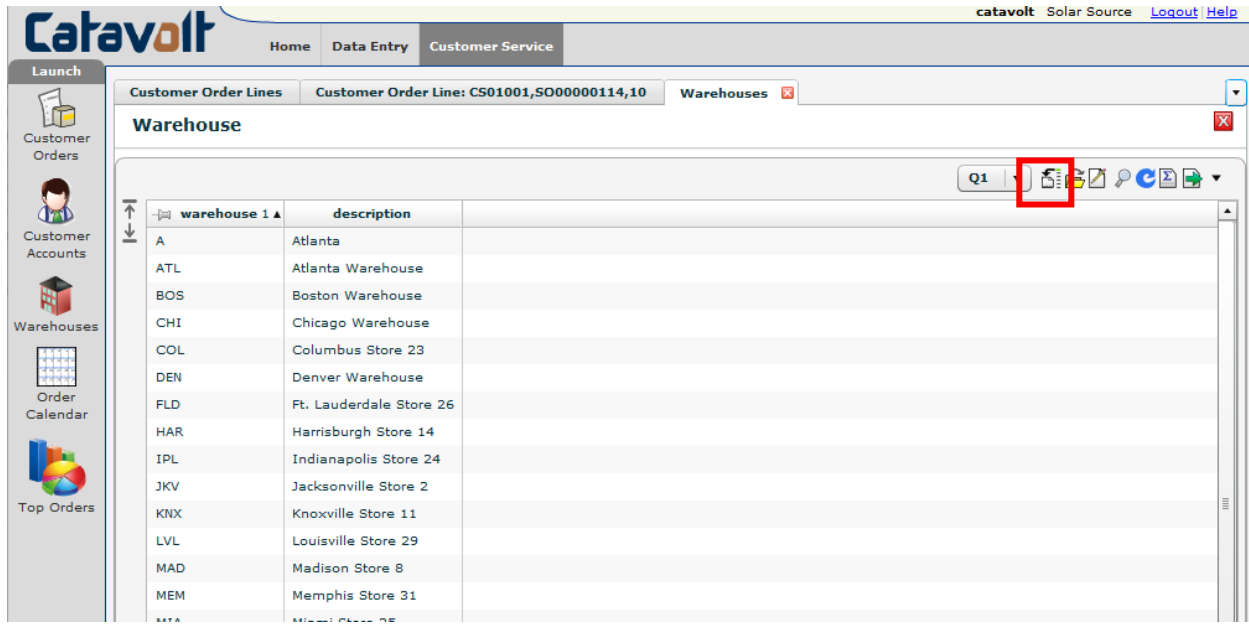 catavolt Solar Source Logout Help
Catavolt
Home Data Entry Customer Service
Launch
Customer Order Lines Customer Order Line: CS01001,SO00000114,10 Warehouses
Warehouse
Customer Orders
Q1
warehouse 1 description
A Atlanta
Customer Accounts
ATL Atlanta Warehouse
BOS Boston Warehouse
CHI Chicago Warehouse
Warehouses
COL Columbus Store 23
DEN Denver Warehouse
Order Calendar
FLD Ft. Lauderdale Store 26
HAR Harrisburgh Store 14
IPL Indianapolis Store 24
JKV Jacksonville Store 2
Top Orders
KNX Knoxville Store 11
LVL Louisville Store 29
MAD Madison Store 8
MEM Memphis Store 31
MIA Miami Store 25